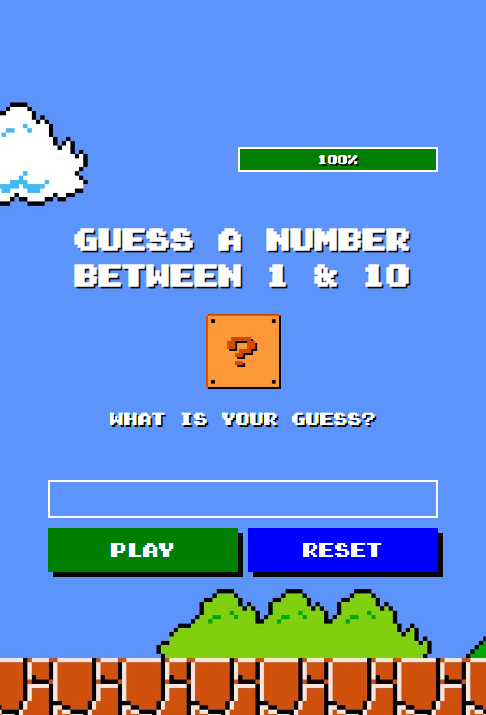 100%
GUESS A NUMBER
BETWEEN 1 & 10
?
WHAT IS YOUR GUESS?
PLAY
RESET